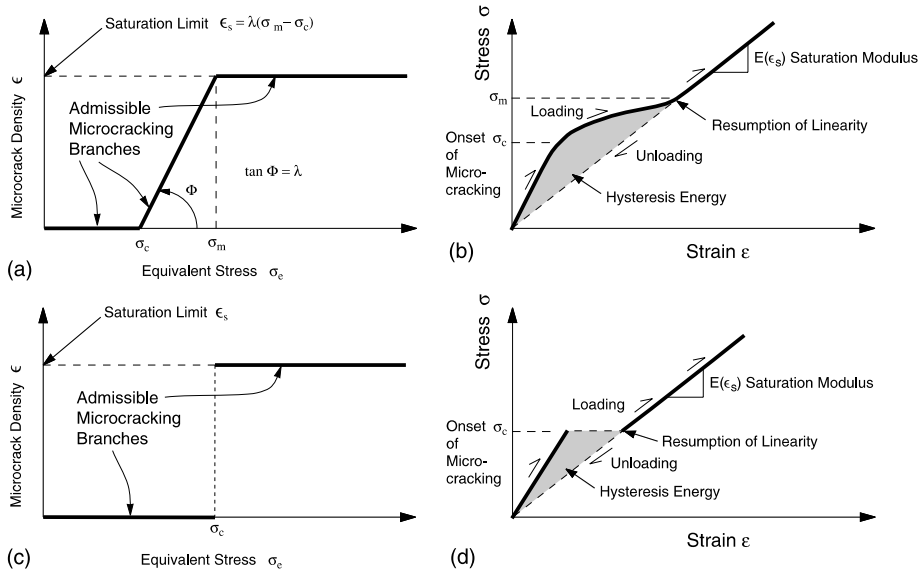 Saturation Limit ϵs = λ(σm – σc)
Microcrack Density ϵ
Admissible
Microcracking
Branches
Φ
tan Φ = λ
σc
σm
(a)
Equivalent Stress σe
Stress σ
E(ϵs) Saturation Modulus
σm
Loading
Resumption of Linearity
Onset σc
of
Micro-
cracking
Unloading
Hysteresis Energy
(b)
Strain ε
Saturation Limit ϵs
Microcrack Density ϵ
Admissible
Microcracking
Branches
σc
(c)
Equivalent Stress σe
Stress σ
E(ϵs) Saturation Modulus
Loading
Onset σc
of
Micro-
cracking
Resumption of Linearity
Unloading
Hysteresis Energy
(d)
Strain ε